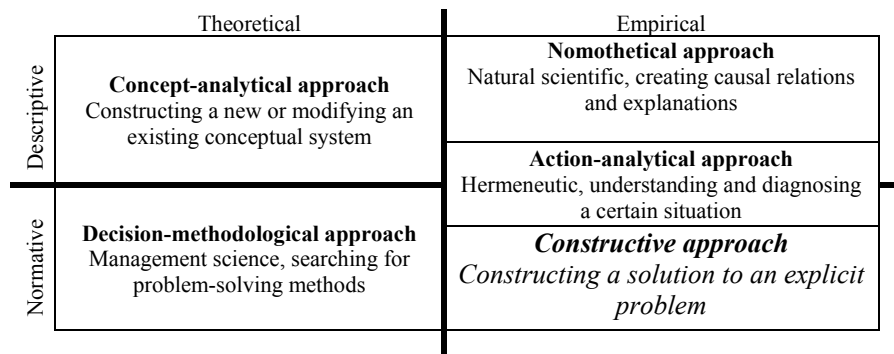 Theoretical
Empirical
Descriptive
Concept-analytical approach
Constructing a new or modifying an
existing conceptual system
Nomothetical approach
Natural scientific, creating causal relations
and explanations
Action-analytical approach
Hermeneutic, understanding and diagnosing
a certain situation
Normative
Decision-methodological approach
Management science, searching for
problem-solving methods
Constructive approach
Constructing a solution to an explicit
problem